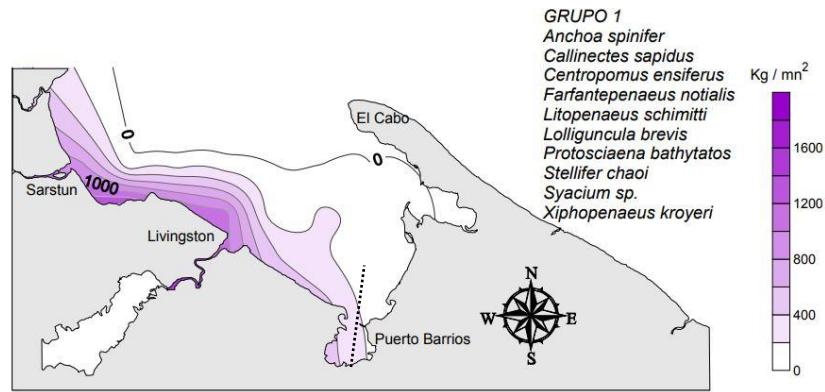 GRUPO 1
Anchoa spinifer
Callinectes sapidus
Centropomus ensiferus
Farfantepenaeus notialis
Litopenaeus schimitti
Lolliguncula brevis
Protosciaena bathytatos
Stellifer chaoi
Syacium sp.
Xiphopenaeus kroyeri
Kg / mn²
1600
1200
800
400
0
El Cabo
0
0
1000
Sarstun
Livingston
Puerto Barrios
N
W E
S